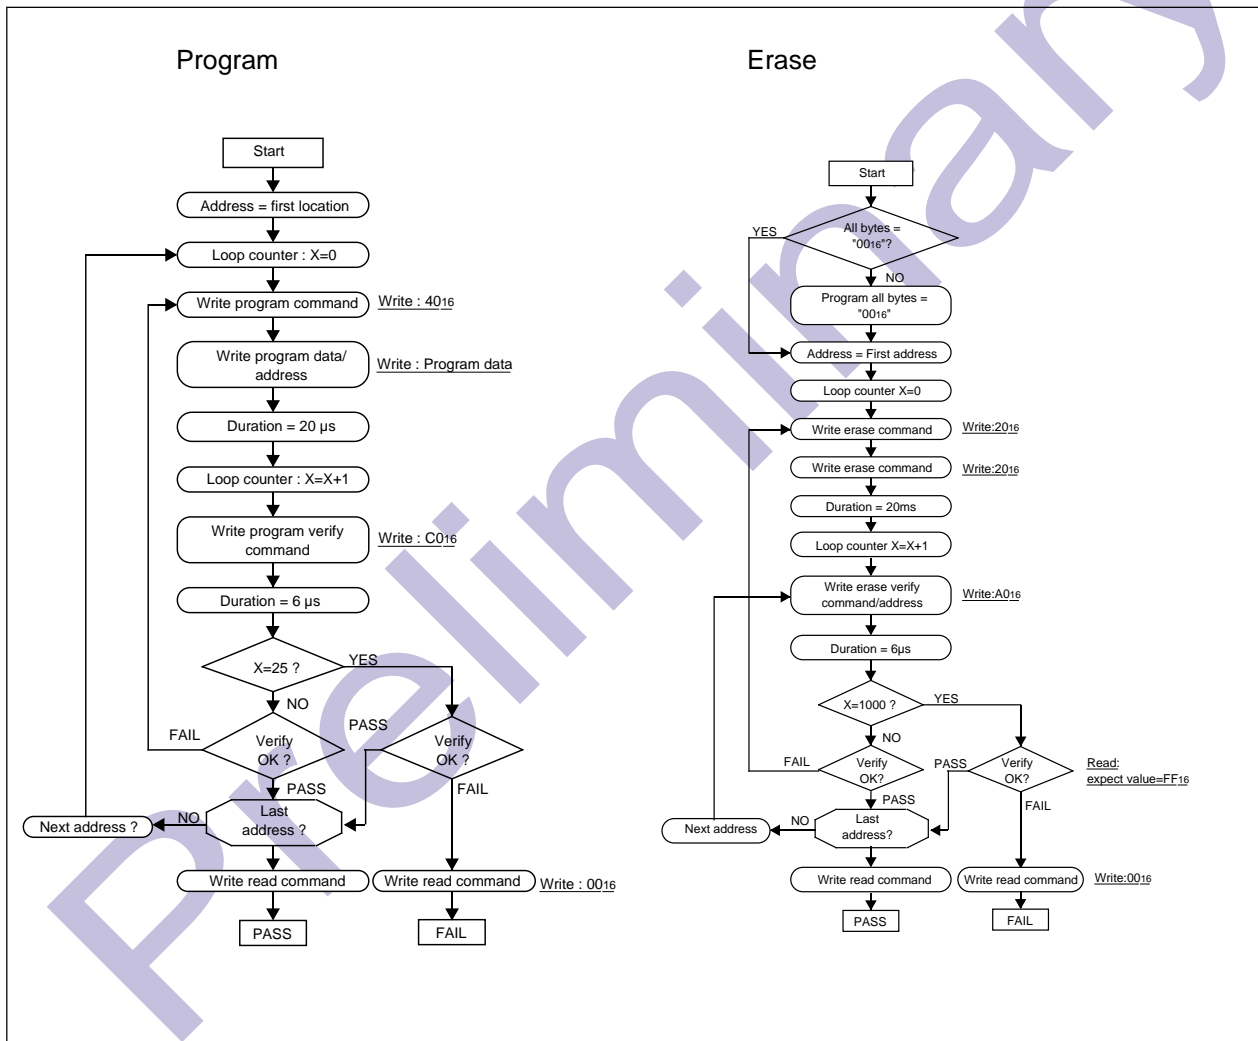 Program
Start
Address = first location
Loop counter : X=0
Write program command
Write : 4016
Write program data/
address
Write : Program data
Duration = 20 µs
Loop counter : X=X+1
Write program verify
command
Write : C016
Duration = 6 µs
X=25 ?
YES
NO
FAIL
Verify
OK ?
PASS
PASS
Verify
OK ?
FAIL
Last
address ?
NO
Next address ?
Write read command
Write read command
Write : 0016
PASS
FAIL
Erase
Start
All bytes =
"0016"?
YES
NO
Program all bytes =
"0016"
Address = First address
Loop counter X=0
Write erase command
Write:2016
Write erase command
Write:2016
Duration = 20ms
Loop counter X=X+1
Write erase verify
command/address
Write:A016
Duration = 6µs
X=1000 ?
YES
NO
FAIL
Verify
OK?
PASS
PASS
Verify
OK?
Read:
expect value=FF16
FAIL
Last
address?
NO
Next address
Write read command
Write read command
Write:0016
PASS
FAIL
Preliminary